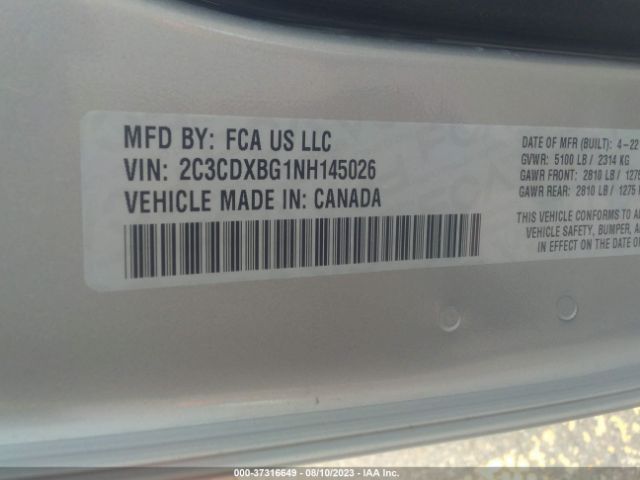 MFD BY: FCA US LLC
VIN: 2C3CDXBG1NH145026
VEHICLE MADE IN: CANADA
DATE OF MFR (BUILT): 4-22
GVWR: 5100 LB / 2314 KG
GAWR FRONT: 2810 LB / 1275
GAWR REAR: 2810 LB / 1275
THIS VEHICLE CONFORMS TO
VEHICLE SAFETY, BUMPER,
IN EFFECT ON THE DATE OF
000-37316649 • 08/10/2023 • IAA Inc.